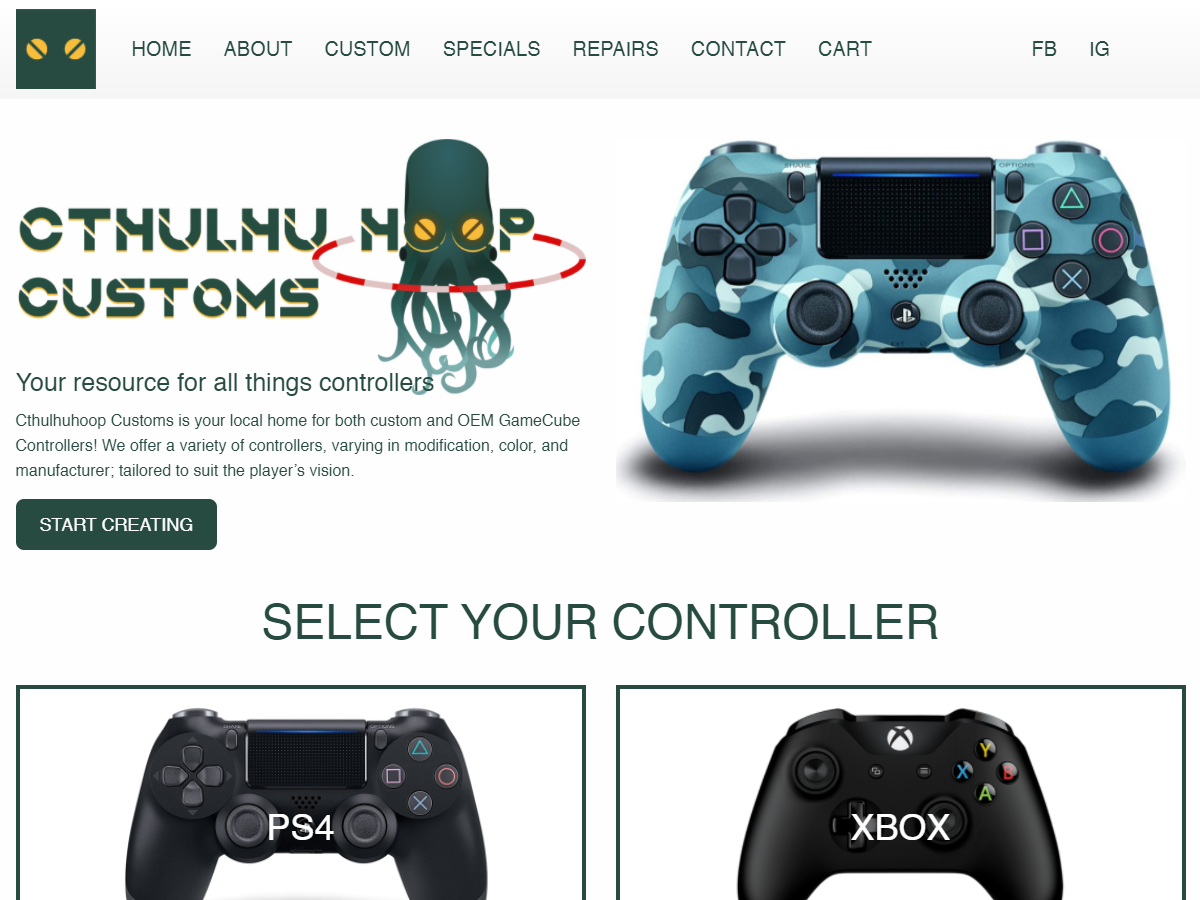 HOME ABOUT CUSTOM SPECIALS REPAIRS CONTACT CART FB IG
CTHULHU HOOP
CUSTOMS
Your resource for all things controllers
Cthulhuhoop Customs is your local home for both custom and OEM GameCube
Controllers! We offer a variety of controllers, varying in modification, color, and
manufacturer; tailored to suit the player’s vision.
START CREATING
SHARE OPTIONS
SELECT YOUR CONTROLLER
PS4
XBOX
Y
X B
A